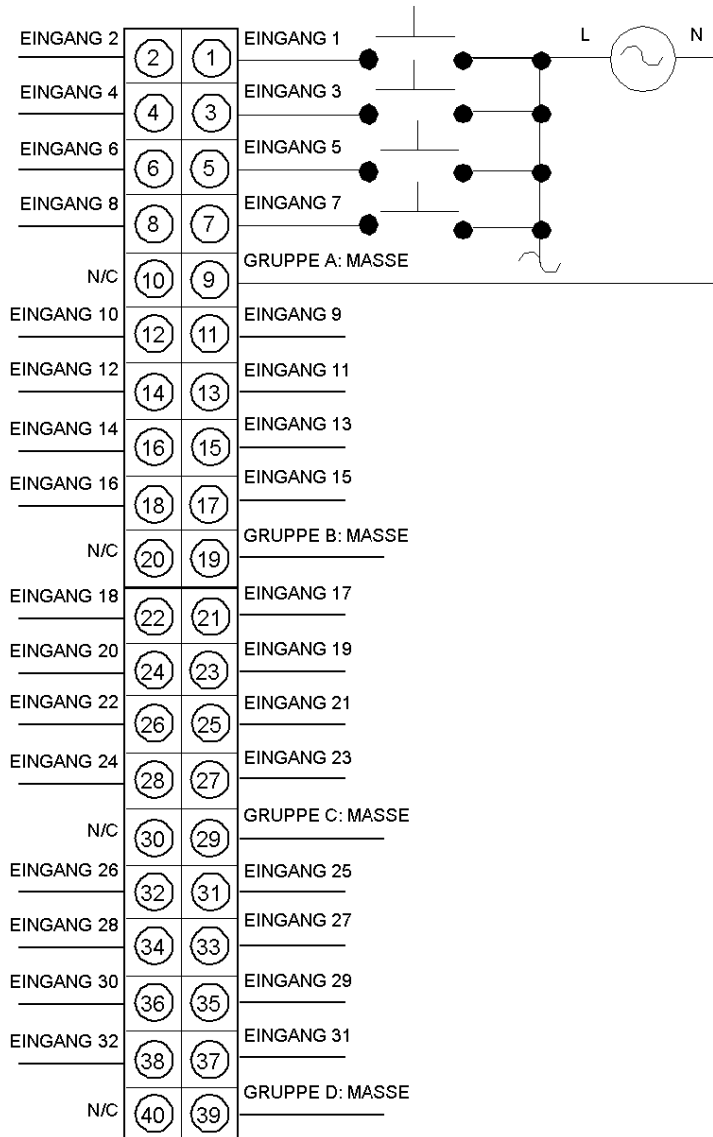 EINGANG 2 2 1 EINGANG 1 L N
EINGANG 4 4 3 EINGANG 3
EINGANG 6 6 5 EINGANG 5
EINGANG 8 8 7 EINGANG 7
N/C 10 9 GRUPPE A: MASSE
EINGANG 10 12 11 EINGANG 9
EINGANG 12 14 13 EINGANG 11
EINGANG 14 16 15 EINGANG 13
EINGANG 16 18 17 EINGANG 15
N/C 20 19 GRUPPE B: MASSE
EINGANG 18 22 21 EINGANG 17
EINGANG 20 24 23 EINGANG 19
EINGANG 22 26 25 EINGANG 21
EINGANG 24 28 27 EINGANG 23
N/C 30 29 GRUPPE C: MASSE
EINGANG 26 32 31 EINGANG 25
EINGANG 28 34 33 EINGANG 27
EINGANG 30 36 35 EINGANG 29
EINGANG 32 38 37 EINGANG 31
N/C 40 39 GRUPPE D: MASSE